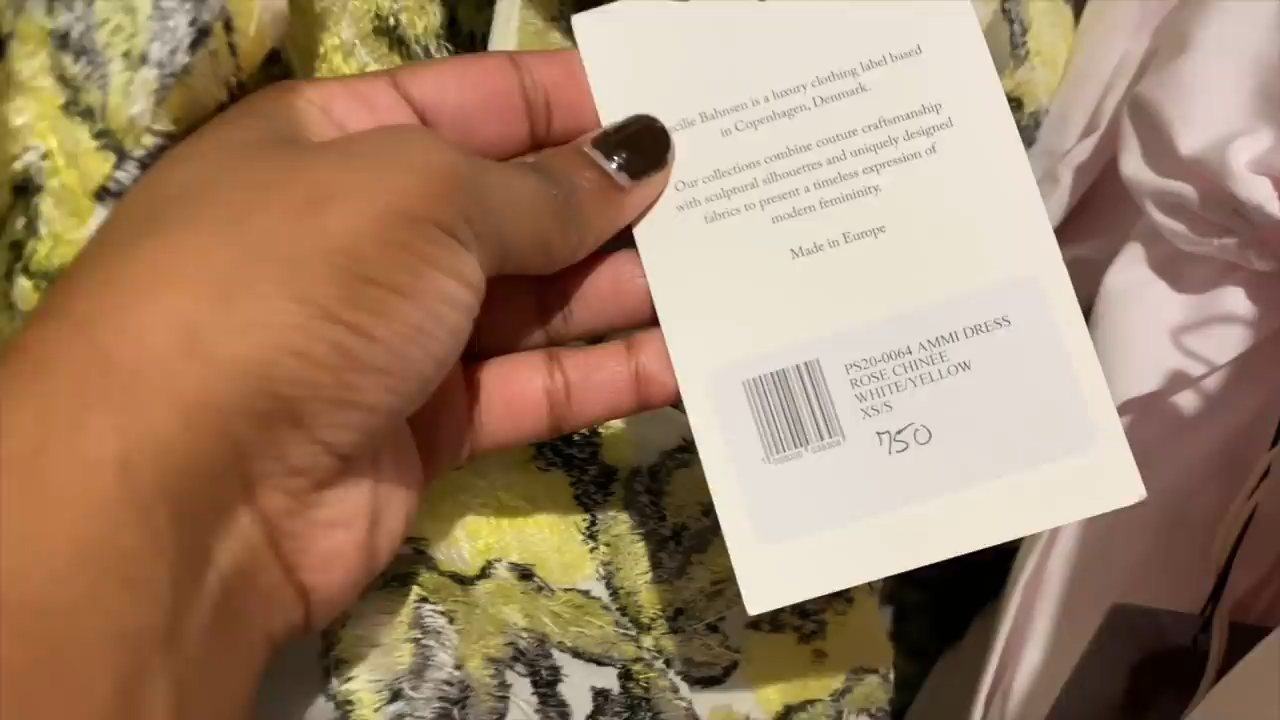 Bahnsen is a luxury clothing label based
in Copenhagen, Denmark.
Our collections combine couture craftsmanship
with sculptural silhouettes and uniquely designed
fabrics to present a timeless expression of
modern femininity.
Made in Europe
PS20-0064 AMMI DRESS
ROSE CHINÉE
WHITE/YELLOW
XS/S
750